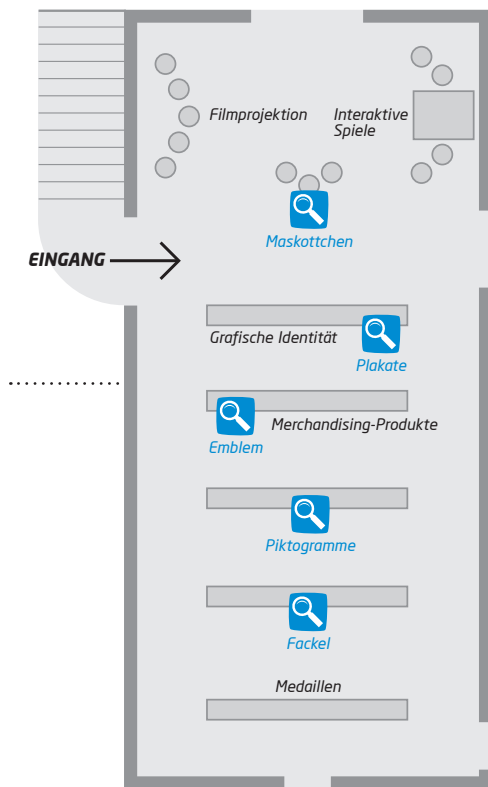 Filmprojektion
Interaktive
Spiele
Maskottchen
EINGANG
Grafische Identität
Plakate
Merchandising-Produkte
Emblem
Piktogramme
Fackel
Medaillen